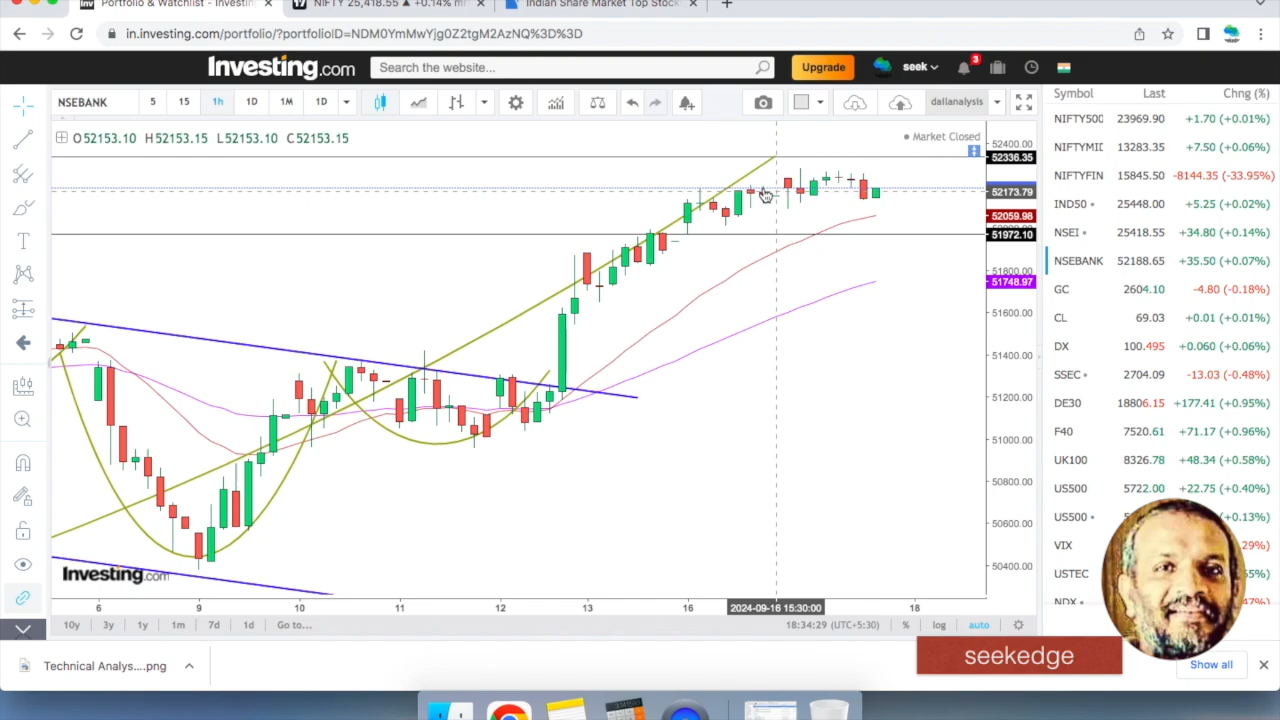 Portfolio & Watchlist - Investin
NIFTY 25,418.55 ▲ +0.14%
Indian Share Market Top Stock
in.investing.com/portfolio/?portfolioID=NDM0YmMwYjg0Z2tgM2AzNQ%3D%3D
Investing.com
Search the website...
Upgrade
seek
3
NSEBANK 5 15 1h 1D 1M 1D
dallanalysis
O52153.10 H52153.15 L52153.10 C52153.15
Market Closed
52400.00
52336.35
52173.79
52059.98
51972.10
51800.00
51748.97
51600.00
51400.00
51200.00
51000.00
50800.00
50600.00
50400.00
Investing.com
6 9 10 11 12 13 16 2024-09-16 15:30:00 18
10y 3y 1y 1m 7d 1d Go to... 18:34:29 (UTC+5:30) % log auto
Symbol Last Chng (%)
NIFTY500 23969.90 +1.70 (+0.01%)
NIFTYMID 13283.35 +7.50 (+0.06%)
NIFTYFIN 15845.50 -8144.35 (-33.95%)
IND50 25448.00 +5.25 (+0.02%)
NSEI 25418.55 +34.80 (+0.14%)
NSEBANK 52188.65 +35.50 (+0.07%)
GC 2604.10 -4.80 (-0.18%)
CL 69.03 +0.01 (+0.01%)
DX 100.495 +0.060 (+0.06%)
SSEC 2704.09 -13.03 (-0.48%)
DE30 18806.15 +177.41 (+0.95%)
F40 7520.61 +71.17 (+0.96%)
UK100 8326.78 +48.34 (+0.58%)
US500 5722.00 +22.75 (+0.40%)
US500 +0.13%)
VIX .29%)
USTEC 65%)
NDX 47%)
Technical Analys....png
seekedge
Show all